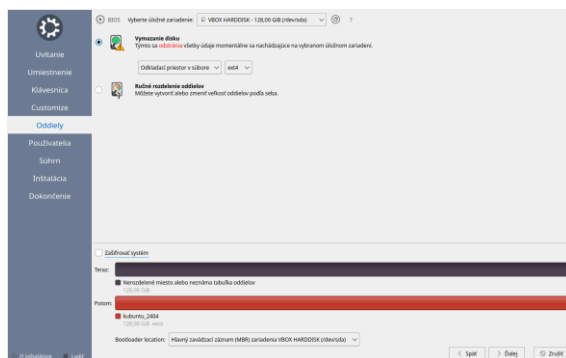 BIOS Vyberte úložné zariadenie: VBOX HARDDISK - 128,00 GiB (/dev/sda) ?
Vymazanie disku
Týmto sa odstránia všetky údaje momentálne sa nachádzajúce na vybranom úložnom zariadení.
Odkladací priestor v súbore ext4
Ručné rozdelenie oddielov
Môžete vytvoriť alebo zmeniť veľkosť oddielov podľa seba.
Uvítanie
Umiestnenie
Klávesnica
Customize
Oddiely
Používatelia
Súhrn
Inštalácia
Dokončenie
Zašifrovať systém
Teraz:
Nerozdelené miesto alebo neznáma tabuľka oddielov
128,00 GiB
Potom:
kubuntu_2404
128,00 GiB ext4
Bootloader location: Hlavný zavádzací záznam (MBR) zariadenia VBOX HARDDISK (/dev/sda)
O inštalátore Ladiť
Späť Ďalej Zrušiť